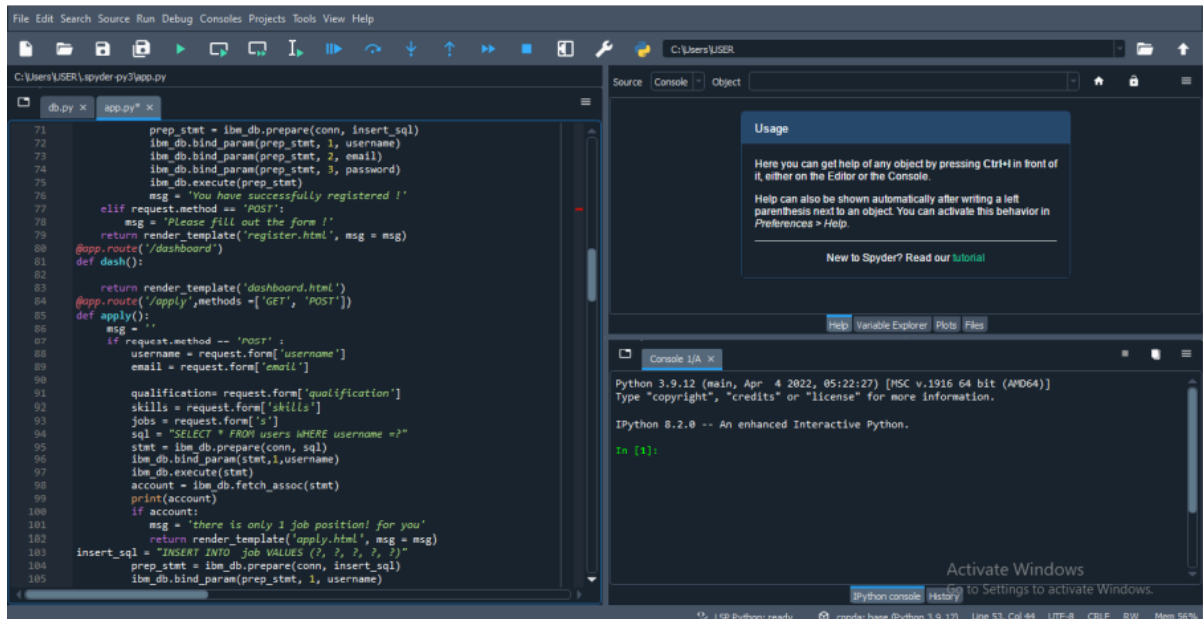 File Edit Search Source Run Debug Consoles Projects Tools View Help
C:\Users\USER
C:\Users\USER\.spyder-py3\app.py
db.py × app.py* ×
71 prep_stmt = ibm_db.prepare(conn, insert_sql)
72 ibm_db.bind_param(prep_stmt, 1, username)
73 ibm_db.bind_param(prep_stmt, 2, email)
74 ibm_db.bind_param(prep_stmt, 3, password)
75 ibm_db.execute(prep_stmt)
76 msg = 'You have successfully registered !'
77 elif request.method == 'POST':
78 msg = 'Please fill out the form !'
79 return render_template('register.html', msg = msg)
80 @app.route('/dashboard')
81 def dash():
82
83 return render_template('dashboard.html')
84 @app.route('/apply',methods =['GET', 'POST'])
85 def apply():
86 msg = ''
87 if request.method == 'POST' :
88 username = request.form['username']
89 email = request.form['email']
90
91 qualification= request.form['qualification']
92 skills = request.form['skills']
93 jobs = request.form['s']
94 sql = "SELECT * FROM users WHERE username =?"
95 stmt = ibm_db.prepare(conn, sql)
96 ibm_db.bind_param(stmt,1,username)
97 ibm_db.execute(stmt)
98 account = ibm_db.fetch_assoc(stmt)
99 print(account)
100 if account:
101 msg = 'there is only 1 job position! for you'
102 return render_template('apply.html', msg = msg)
103 insert_sql = "INSERT INTO job VALUES (?, ?, ?, ?, ?)"
104 prep_stmt = ibm_db.prepare(conn, insert_sql)
105 ibm_db.bind_param(prep_stmt, 1, username)
Source Console Object
Usage
Here you can get help of any object by pressing Ctrl+I in front of
it, either on the Editor or the Console.
Help can also be shown automatically after writing a left
parenthesis next to an object. You can activate this behavior in
Preferences > Help.
New to Spyder? Read our tutorial
Help Variable Explorer Plots Files
Console 1/A ×
Python 3.9.12 (main, Apr 4 2022, 05:22:27) [MSC v.1916 64 bit (AMD64)]
Type "copyright", "credits" or "license" for more information.
IPython 8.2.0 -- An enhanced Interactive Python.
In [1]:
Activate Windows
Go to Settings to activate Windows.
IPython console History
LSP Python: ready conda: base (Python 3.9.12) Line 53, Col 44 UTF-8 CRLF RW Mem 56%